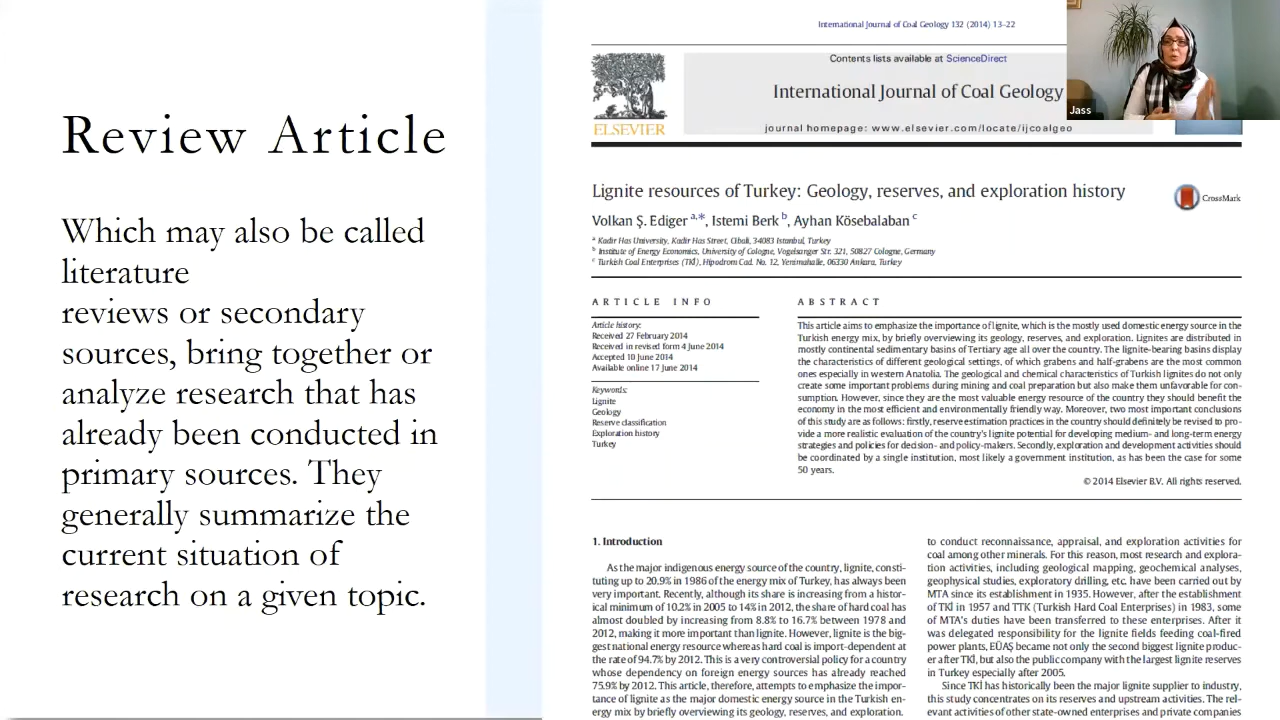 Review Article
Which may also be called
literature
reviews or secondary
sources, bring together or
analyze research that has
already been conducted in
primary sources. They
generally summarize the
current situation of
research on a given topic.
International Journal of Coal Geology 132 (2014) 13-22
Contents lists available at ScienceDirect
International Journal of Coal Geology
journal homepage: www.elsevier.com/locate/ijcoalgeo
ELSEVIER
Jass
Lignite resources of Turkey: Geology, reserves, and exploration history
CrossMark
Volkan Ş. Ediger a,*, Istemi Berk b, Ayhan Kösebalaban c
a Kadir Has University, Kadir Has Street, Cibali, 34083 Istanbul, Turkey
b Institute of Energy Economics, University of Cologne, Vogelsanger Str. 321, 50827 Cologne, Germany
c Turkish Coal Enterprises (TKİ), Hipodrom Cad. No. 12, Yenimahalle, 06330 Ankara, Turkey
ARTICLE INFO
Article history:
Received 27 February 2014
Received in revised form 4 June 2014
Accepted 10 June 2014
Available online 17 June 2014
Keywords:
Lignite
Geology
Reserve classification
Exploration history
Turkey
ABSTRACT
This article aims to emphasize the importance of lignite, which is the mostly used domestic energy source in the
Turkish energy mix, by briefly overviewing its geology, reserves, and exploration. Lignites are distributed in
mostly continental sedimentary basins of Tertiary age all over the country. The lignite-bearing basins display
the characteristics of different geological settings, of which grabens and half-grabens are the most common
ones especially in western Anatolia. The geological and chemical characteristics of Turkish lignites do not only
create some important problems during mining and coal preparation but also make them unfavorable for con-
sumption. However, since they are the most valuable energy resource of the country they should benefit the
economy in the most efficient and environmentally friendly way. Moreover, two most important conclusions
of this study are as follows: firstly, reserve estimation practices in the country should definitely be revised to pro-
vide a more realistic evaluation of the country's lignite potential for developing medium- and long-term energy
strategies and policies for decision- and policy-makers. Secondly, exploration and development activities should
be coordinated by a single institution, most likely a government institution, as has been the case for some
50 years.
© 2014 Elsevier B.V. All rights reserved.
1. Introduction
As the major indigenous energy source of the country, lignite, consti-
tuting up to 20.9% in 1986 of the energy mix of Turkey, has always been
very important. Recently, although its share is increasing from a histor-
ical minimum of 10.2% in 2005 to 14% in 2012, the share of hard coal has
almost doubled by increasing from 8.8% to 16.7% between 1978 and
2012, making it more important than lignite. However, lignite is the big-
gest national energy resource whereas hard coal is import-dependent at
the rate of 94.7% by 2012. This is a very controversial policy for a country
whose dependency on foreign energy sources has already reached
75.9% by 2012. This article, therefore, attempts to emphasize the impor-
tance of lignite as the major domestic energy source in the Turkish en-
ergy mix by briefly overviewing its geology, reserves, and exploration.
to conduct reconnaissance, appraisal, and exploration activities for
coal among other minerals. For this reason, most research and explora-
tion activities, including geological mapping, geochemical analyses,
geophysical studies, exploratory drilling, etc. have been carried out by
MTA since its establishment in 1935. However, after the establishment
of TKİ in 1957 and TTK (Turkish Hard Coal Enterprises) in 1983, some
of MTA's duties have been transferred to these enterprises. After it
was delegated responsibility for the lignite fields feeding coal-fired
power plants, EÜAŞ became not only the second biggest lignite produc-
er after TKİ, but also the public company with the largest lignite reserves
in Turkey especially after 2005.
Since TKİ has historically been the major lignite supplier to industry,
this study concentrates on its reserves and upstream activities. The rel-
evant activities of other state-owned enterprises and private companies